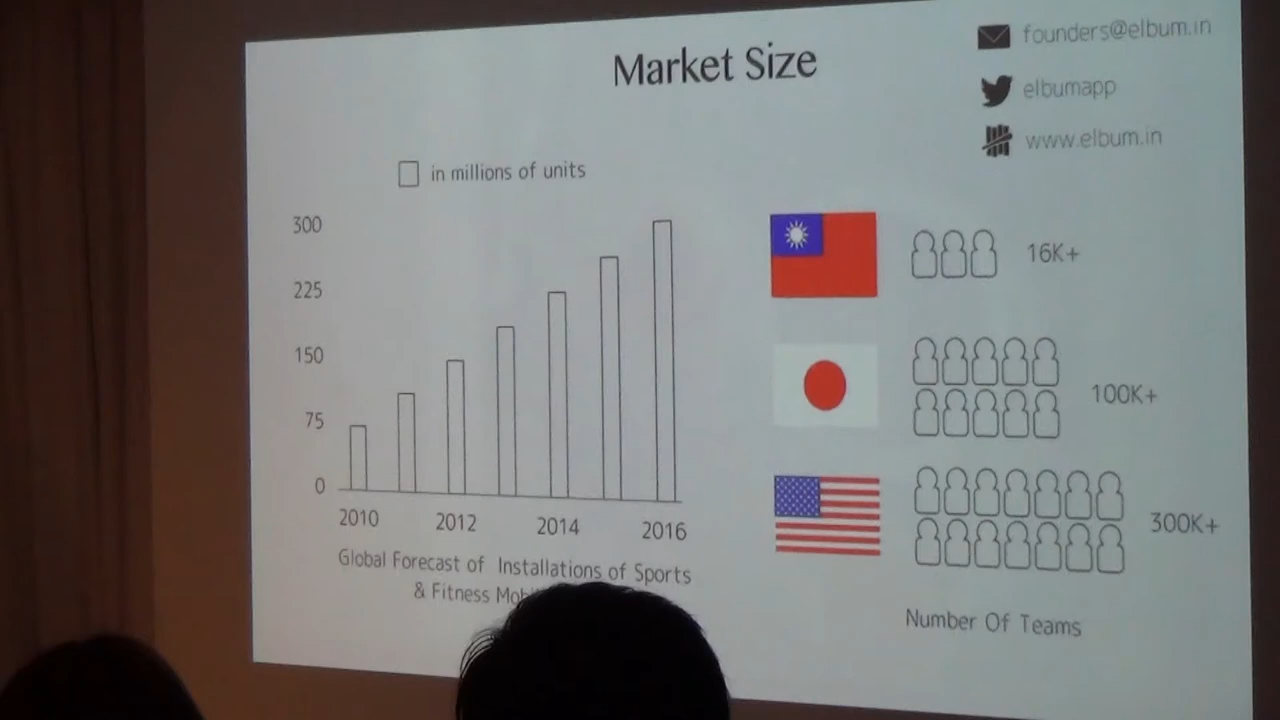 Market Size
founders@elbum.in
elbumapp
www.elbum.in
in millions of units
300
225
150
75
0
2010 2012 2014 2016
Global Forecast of Installations of Sports
& Fitness
16K+
100K+
300K+
Number Of Teams